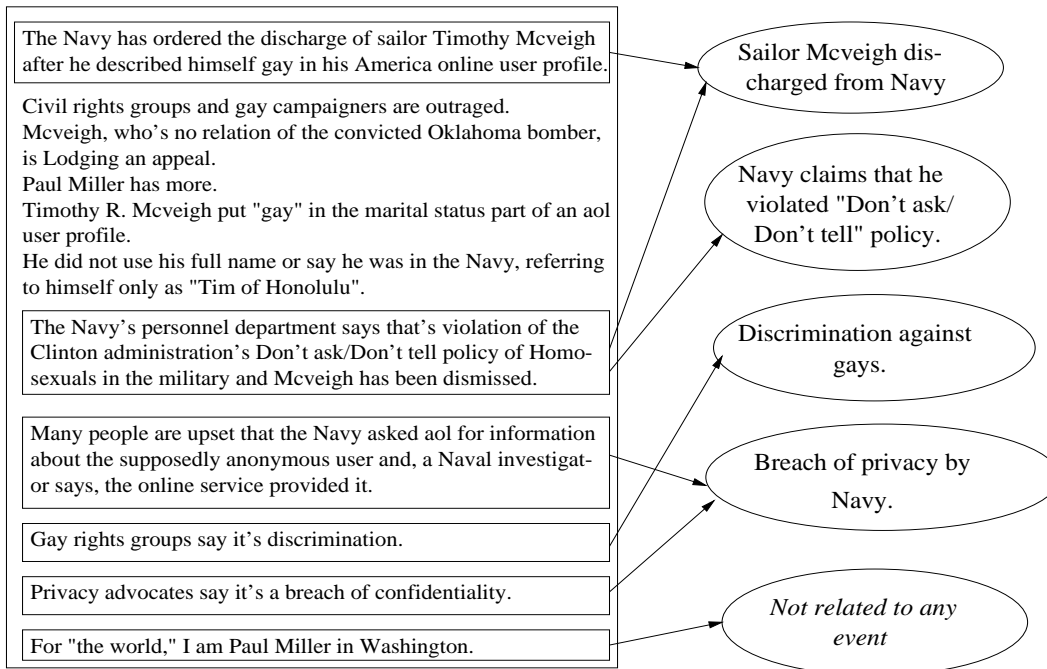 The Navy has ordered the discharge of sailor Timothy Mcveigh
after he described himself gay in his America online user profile.
Civil rights groups and gay campaigners are outraged.
Mcveigh, who's no relation of the convicted Oklahoma bomber,
is Lodging an appeal.
Paul Miller has more.
Timothy R. Mcveigh put "gay" in the marital status part of an aol
user profile.
He did not use his full name or say he was in the Navy, referring
to himself only as "Tim of Honolulu".
The Navy's personnel department says that's violation of the
Clinton administration's Don't ask/Don't tell policy of Homo-
sexuals in the military and Mcveigh has been dismissed.
Many people are upset that the Navy asked aol for information
about the supposedly anonymous user and, a Naval investigat-
or says, the online service provided it.
Gay rights groups say it's discrimination.
Privacy advocates say it's a breach of confidentiality.
For "the world," I am Paul Miller in Washington.
Sailor Mcveigh dis-
charged from Navy
Navy claims that he
violated "Don't ask/
Don't tell" policy.
Discrimination against
gays.
Breach of privacy by
Navy.
Not related to any
event